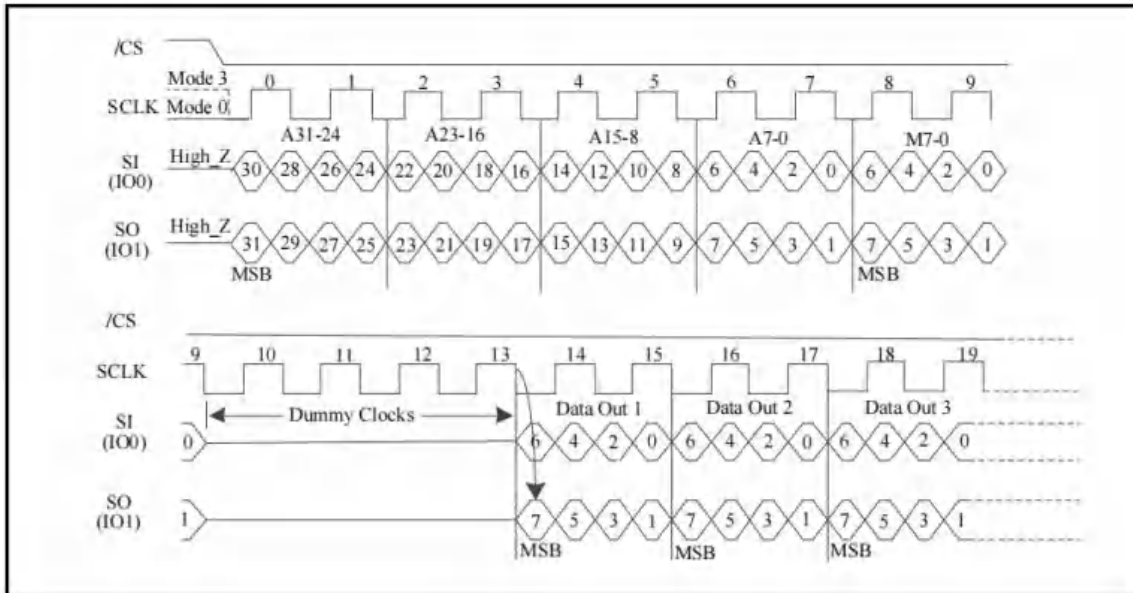 /CS
Mode 3 0 1 2 3 4 5 6 7 8 9
SCLK Mode 0
A31-24 A23-16 A15-8 A7-0 M7-0
SI High_Z 30 28 26 24 22 20 18 16 14 12 10 8 6 4 2 0 6 4 2 0
(IO0)
SO High_Z 31 29 27 25 23 21 19 17 15 13 11 9 7 5 3 1 7 5 3 1
(IO1)
MSB MSB
/CS
9 10 11 12 13 14 15 16 17 18 19
SCLK
Dummy Clocks Data Out 1 Data Out 2 Data Out 3
SI
(IO0) 0 6 4 2 0 6 4 2 0 6 4 2 0
SO
(IO1) 1 7 5 3 1 7 5 3 1 7 5 3 1
MSB MSB MSB